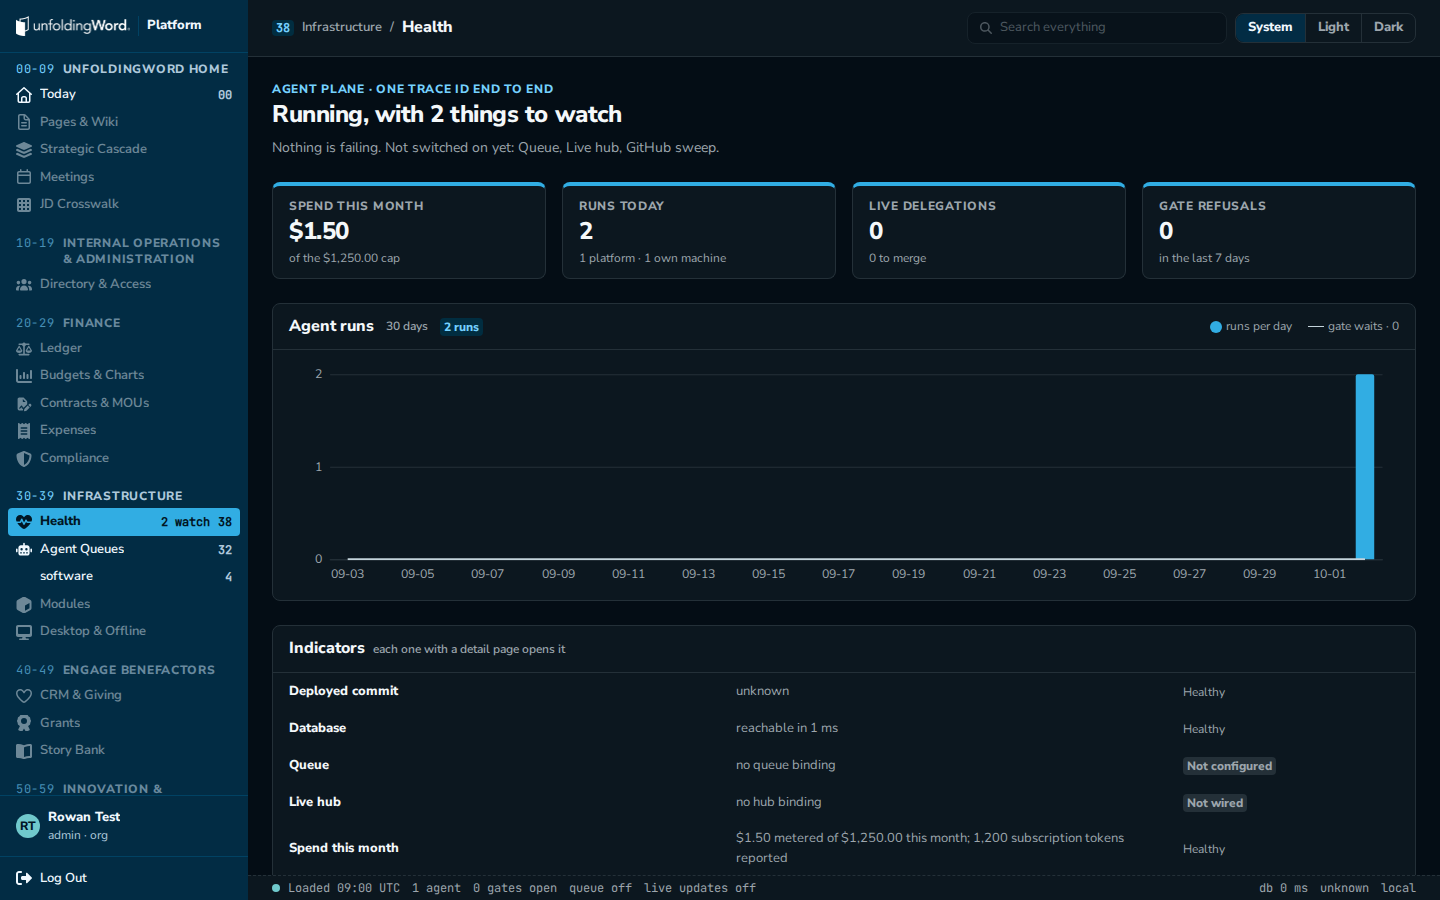 unfoldingWord Platform
00-09 UNFOLDINGWORD HOME
Today 00
Pages & Wiki
Strategic Cascade
Meetings
JD Crosswalk
10-19 INTERNAL OPERATIONS
& ADMINISTRATION
Directory & Access
20-29 FINANCE
Ledger
Budgets & Charts
Contracts & MOUs
Expenses
Compliance
30-39 INFRASTRUCTURE
Health 2 watch 38
Agent Queues 32
software 4
Modules
Desktop & Offline
40-49 ENGAGE BENEFACTORS
CRM & Giving
Grants
Story Bank
50-59 INNOVATION &
RT Rowan Test
admin · org
Log Out
38 Infrastructure / Health
Search everything
System Light Dark
AGENT PLANE · ONE TRACE ID END TO END
Running, with 2 things to watch
Nothing is failing. Not switched on yet: Queue, Live hub, GitHub sweep.
SPEND THIS MONTH
$1.50
of the $1,250.00 cap
RUNS TODAY
2
1 platform · 1 own machine
LIVE DELEGATIONS
0
0 to merge
GATE REFUSALS
0
in the last 7 days
Agent runs 30 days 2 runs
runs per day gate waits · 0
2
1
0
09-03 09-05 09-07 09-09 09-11 09-13 09-15 09-17 09-19 09-21 09-23 09-25 09-27 09-29 10-01
Indicators each one with a detail page opens it
Deployed commit unknown Healthy
Database reachable in 1 ms Healthy
Queue no queue binding Not configured
Live hub no hub binding Not wired
Spend this month $1.50 metered of $1,250.00 this month; 1,200 subscription tokens
reported Healthy
Loaded 09:00 UTC 1 agent 0 gates open queue off live updates off
db 0 ms unknown local